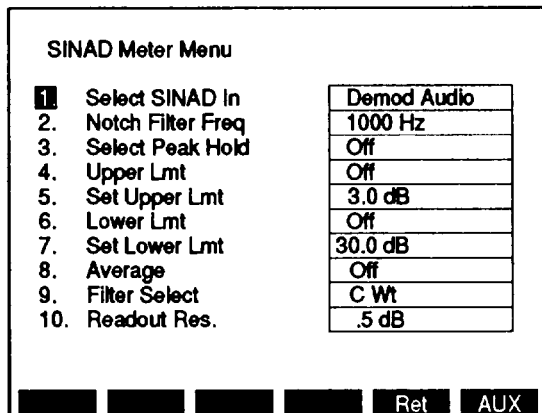 SINAD Meter Menu
1. Select SINAD In Demod Audio
2. Notch Filter Freq 1000 Hz
3. Select Peak Hold Off
4. Upper Lmt Off
5. Set Upper Lmt 3.0 dB
6. Lower Lmt Off
7. Set Lower Lmt 30.0 dB
8. Average Off
9. Filter Select C Wt
10. Readout Res. .5 dB
Ret AUX